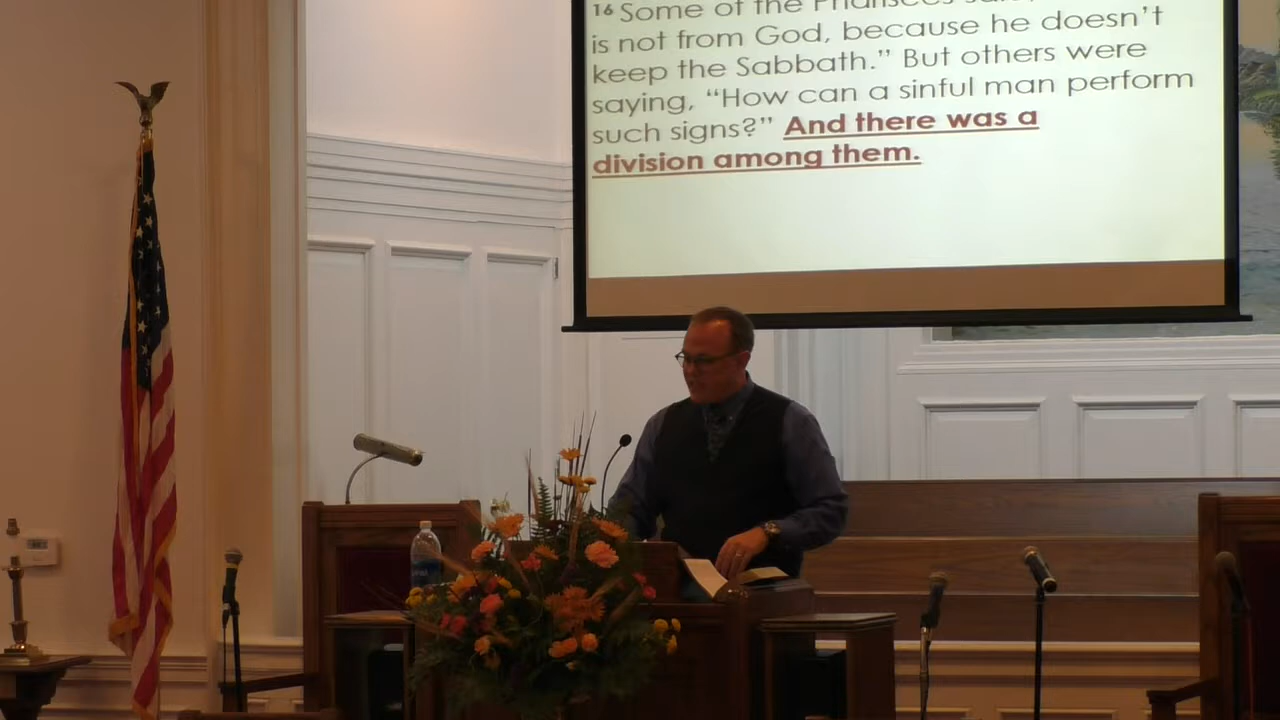 16 Some of the Pharisees
is not from God, because he doesn't
keep the Sabbath." But others were
saying, "How can a sinful man perform
such signs?" And there was a
division among them.